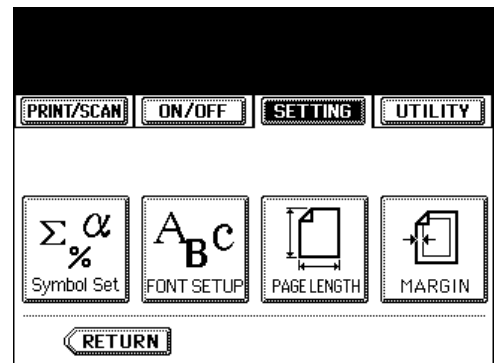 PRINT/SCAN ON/OFF SETTING UTILITY
Σ α % A B C
Symbol Set FONT SETUP PAGE LENGTH MARGIN
RETURN